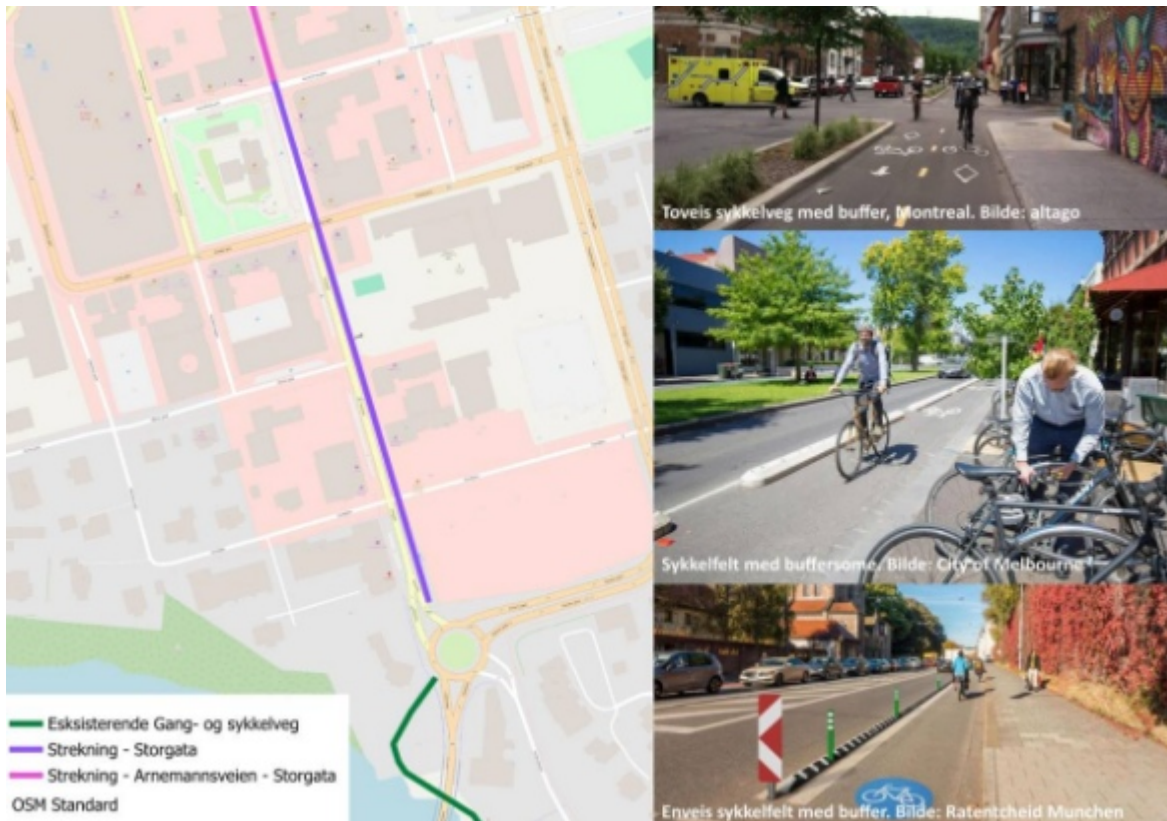 Esksisterende Gang- og sykkelveg
Strekning - Storgata
Strekning - Arnemannsveien - Storgata
OSM Standard
Toveis sykkelveg med buffer, Montreal. Bilde: altago
Sykkelfelt med buffersome. Bilde: City of Melbourne
Enveis sykkelfelt med buffer. Bilde: Ratentcheid Munchen